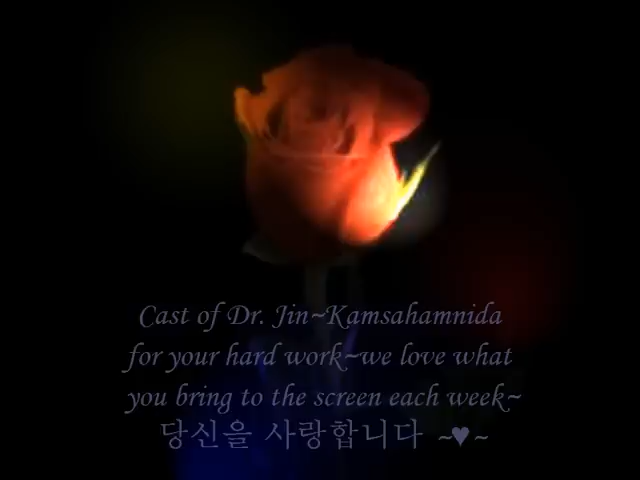 Cast of Dr. Jin~Kamsahamnida
for your hard work~we love what
you bring to the screen each week~
당신을 사랑합니다 ~♥~